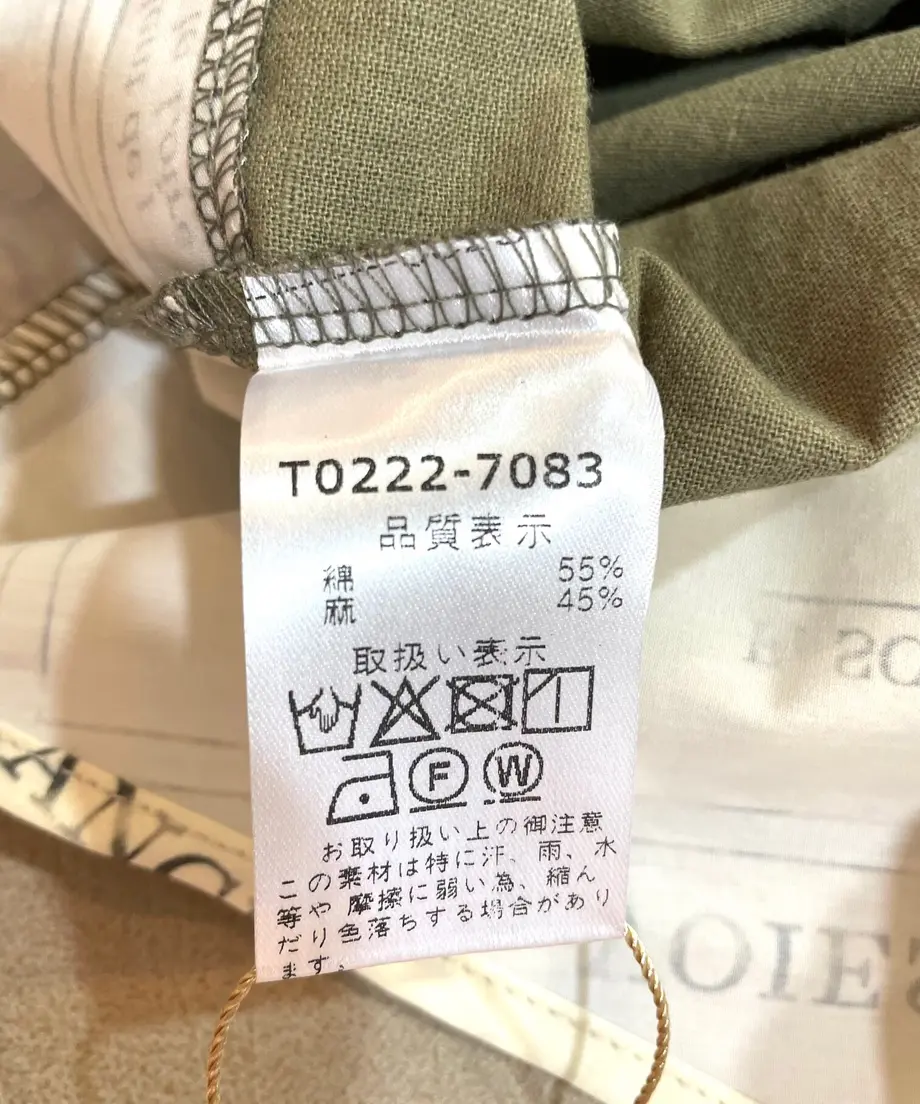 T0222-7083
品質表示
綿 55%
麻 45%
取扱い表示
F W
お取り扱い上の御注意
この素材は特に汗、雨、水
等や 摩擦に弱い為、縮ん
だり色落ちする場合があり
ます。
ANG
OIE